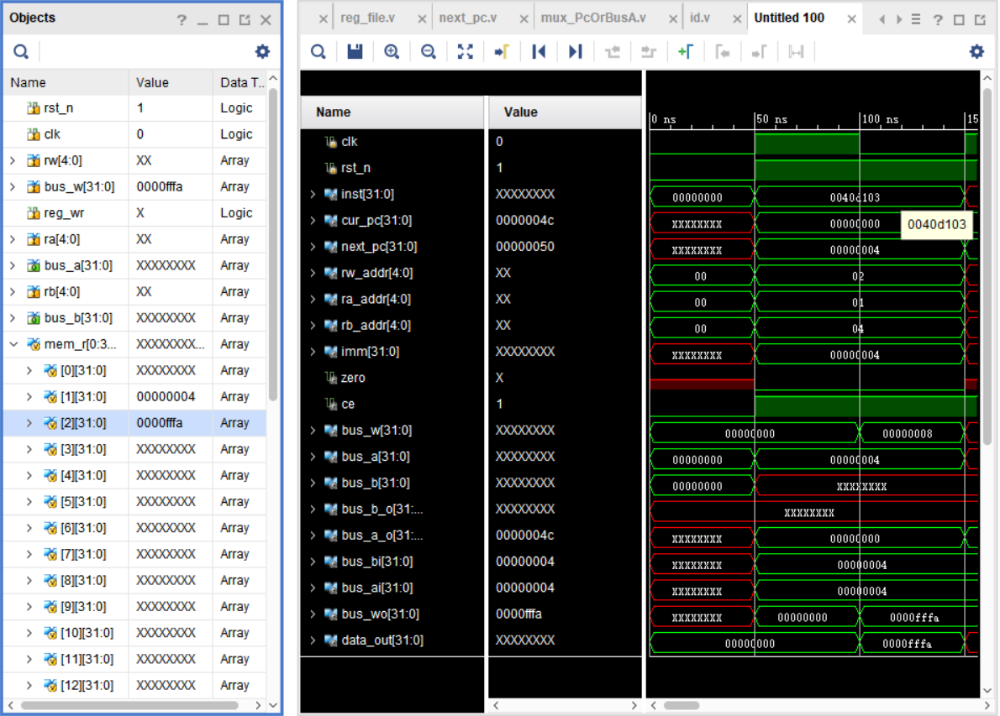 Objects
? _
Name Value Data T...
rst_n 1 Logic
clk 0 Logic
rw[4:0] XX Array
bus_w[31:0] 0000fffa Array
reg_wr X Logic
ra[4:0] XX Array
bus_a[31:0] XXXXXXXX Array
rb[4:0] XX Array
bus_b[31:0] XXXXXXXX Array
mem_r[0:3... XXXXXXXX... Array
[0][31:0] XXXXXXXX Array
[1][31:0] 00000004 Array
[2][31:0] 0000fffa Array
[3][31:0] XXXXXXXX Array
[4][31:0] XXXXXXXX Array
[5][31:0] XXXXXXXX Array
[6][31:0] XXXXXXXX Array
[7][31:0] XXXXXXXX Array
[8][31:0] XXXXXXXX Array
[9][31:0] XXXXXXXX Array
[10][31:0] XXXXXXXX Array
[11][31:0] XXXXXXXX Array
[12][31:0] XXXXXXXX Array
reg_file.v next_pc.v mux_PcOrBusA.v id.v Untitled 100 ?
Name Value
0 ns 50 ns 100 ns 15
clk 0
rst_n 1
inst[31:0] XXXXXXXX 00000000 0040d103
cur_pc[31:0] 0000004c XXXXXXXX 00000000
0040d103
next_pc[31:0] 00000050 XXXXXXXX 00000004
rw_addr[4:0] XX 00 02
ra_addr[4:0] XX 00 01
rb_addr[4:0] XX 00 04
imm[31:0] XXXXXXXX XXXXXXXX 00000004
zero X
ce 1
bus_w[31:0] XXXXXXXX 00000000 00000008
bus_a[31:0] XXXXXXXX 00000000 00000004
bus_b[31:0] XXXXXXXX 00000000 XXXXXXXX
bus_b_o[31:... XXXXXXXX XXXXXXXX
bus_a_o[31:... 0000004c XXXXXXXX 00000000
bus_bi[31:0] 00000004 XXXXXXXX 00000004
bus_ai[31:0] 00000004 XXXXXXXX 00000004
bus_wo[31:0] 0000fffa XXXXXXXX 00000000 0000fffa
data_out[31:0] XXXXXXXX 00000000 0000fffa